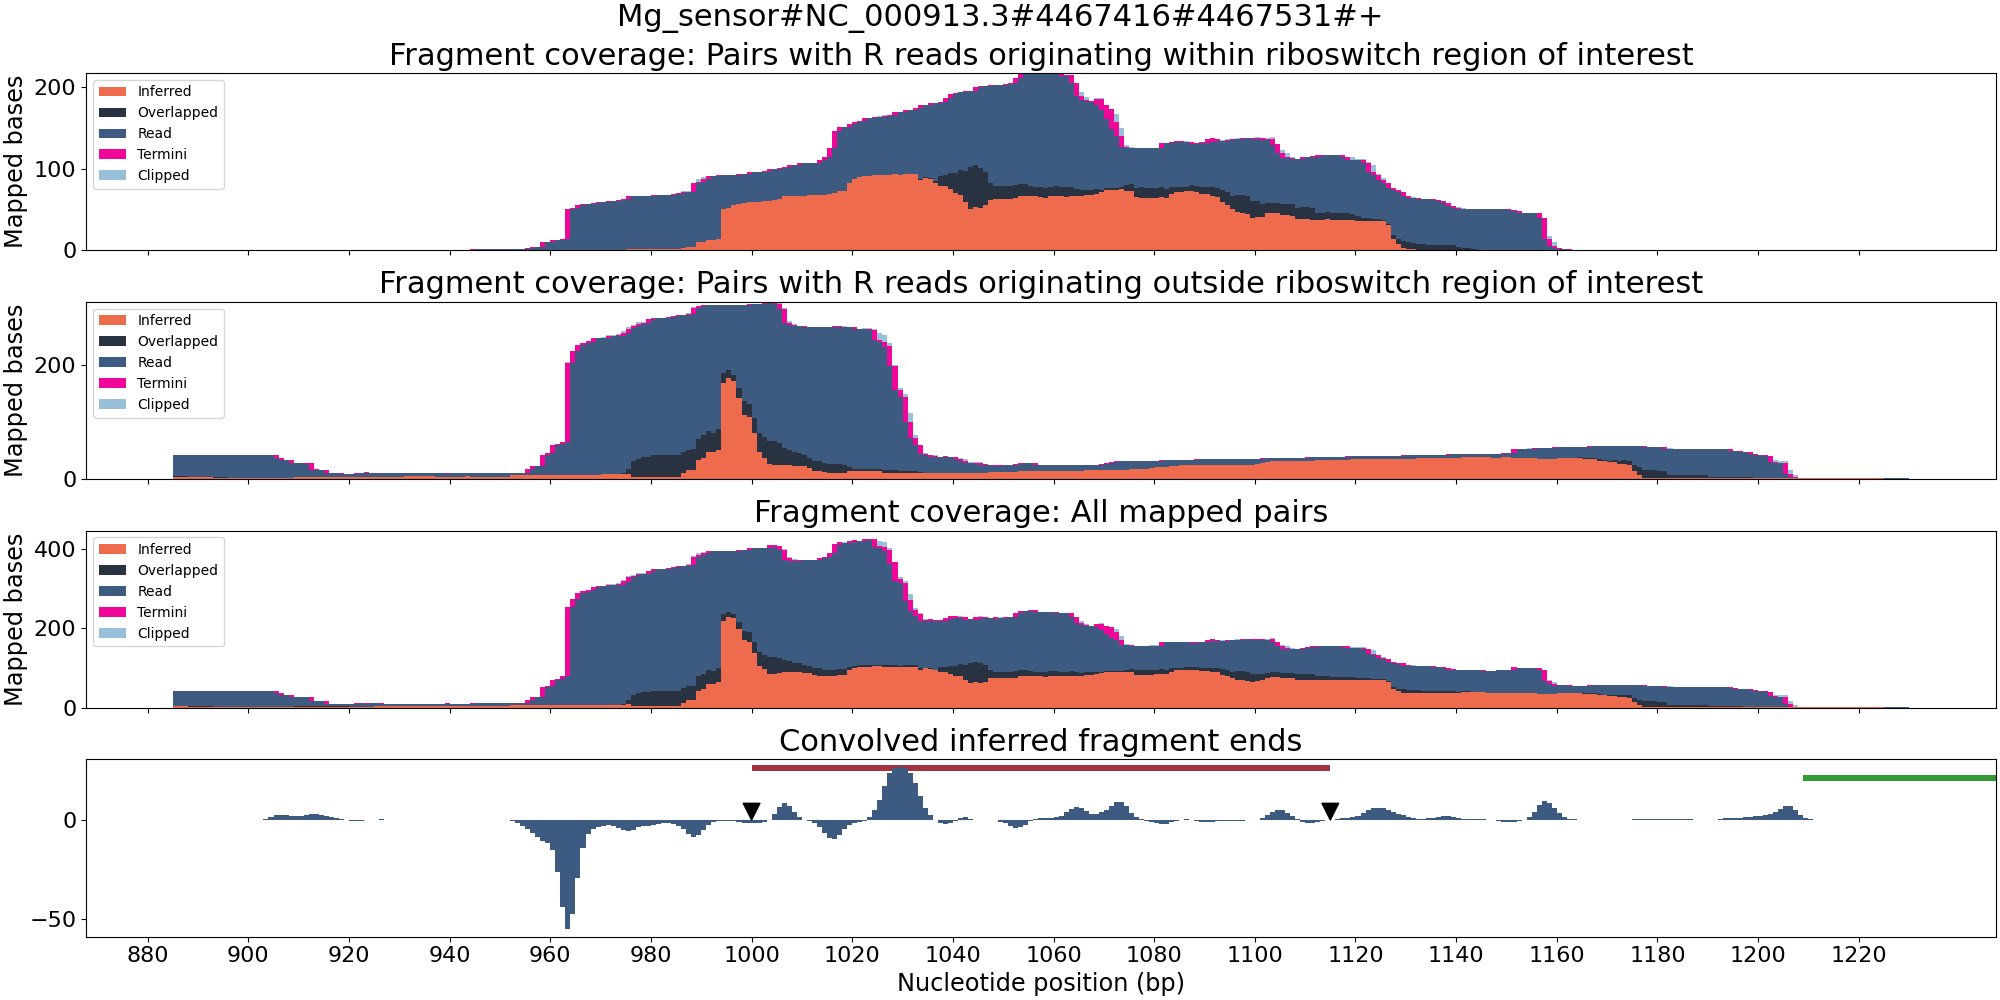 Mg_sensor#NC_000913.3#4467416#4467531#+
Fragment coverage: Pairs with R reads originating within riboswitch region of interest
Mapped bases
200
100
0
Inferred
Overlapped
Read
Termini
Clipped
Fragment coverage: Pairs with R reads originating outside riboswitch region of interest
Mapped bases
200
0
Inferred
Overlapped
Read
Termini
Clipped
Fragment coverage: All mapped pairs
Mapped bases
400
200
0
Inferred
Overlapped
Read
Termini
Clipped
Convolved inferred fragment ends
0
−50
880 900 920 940 960 980 1000 1020 1040 1060 1080 1100 1120 1140 1160 1180 1200 1220
Nucleotide position (bp)